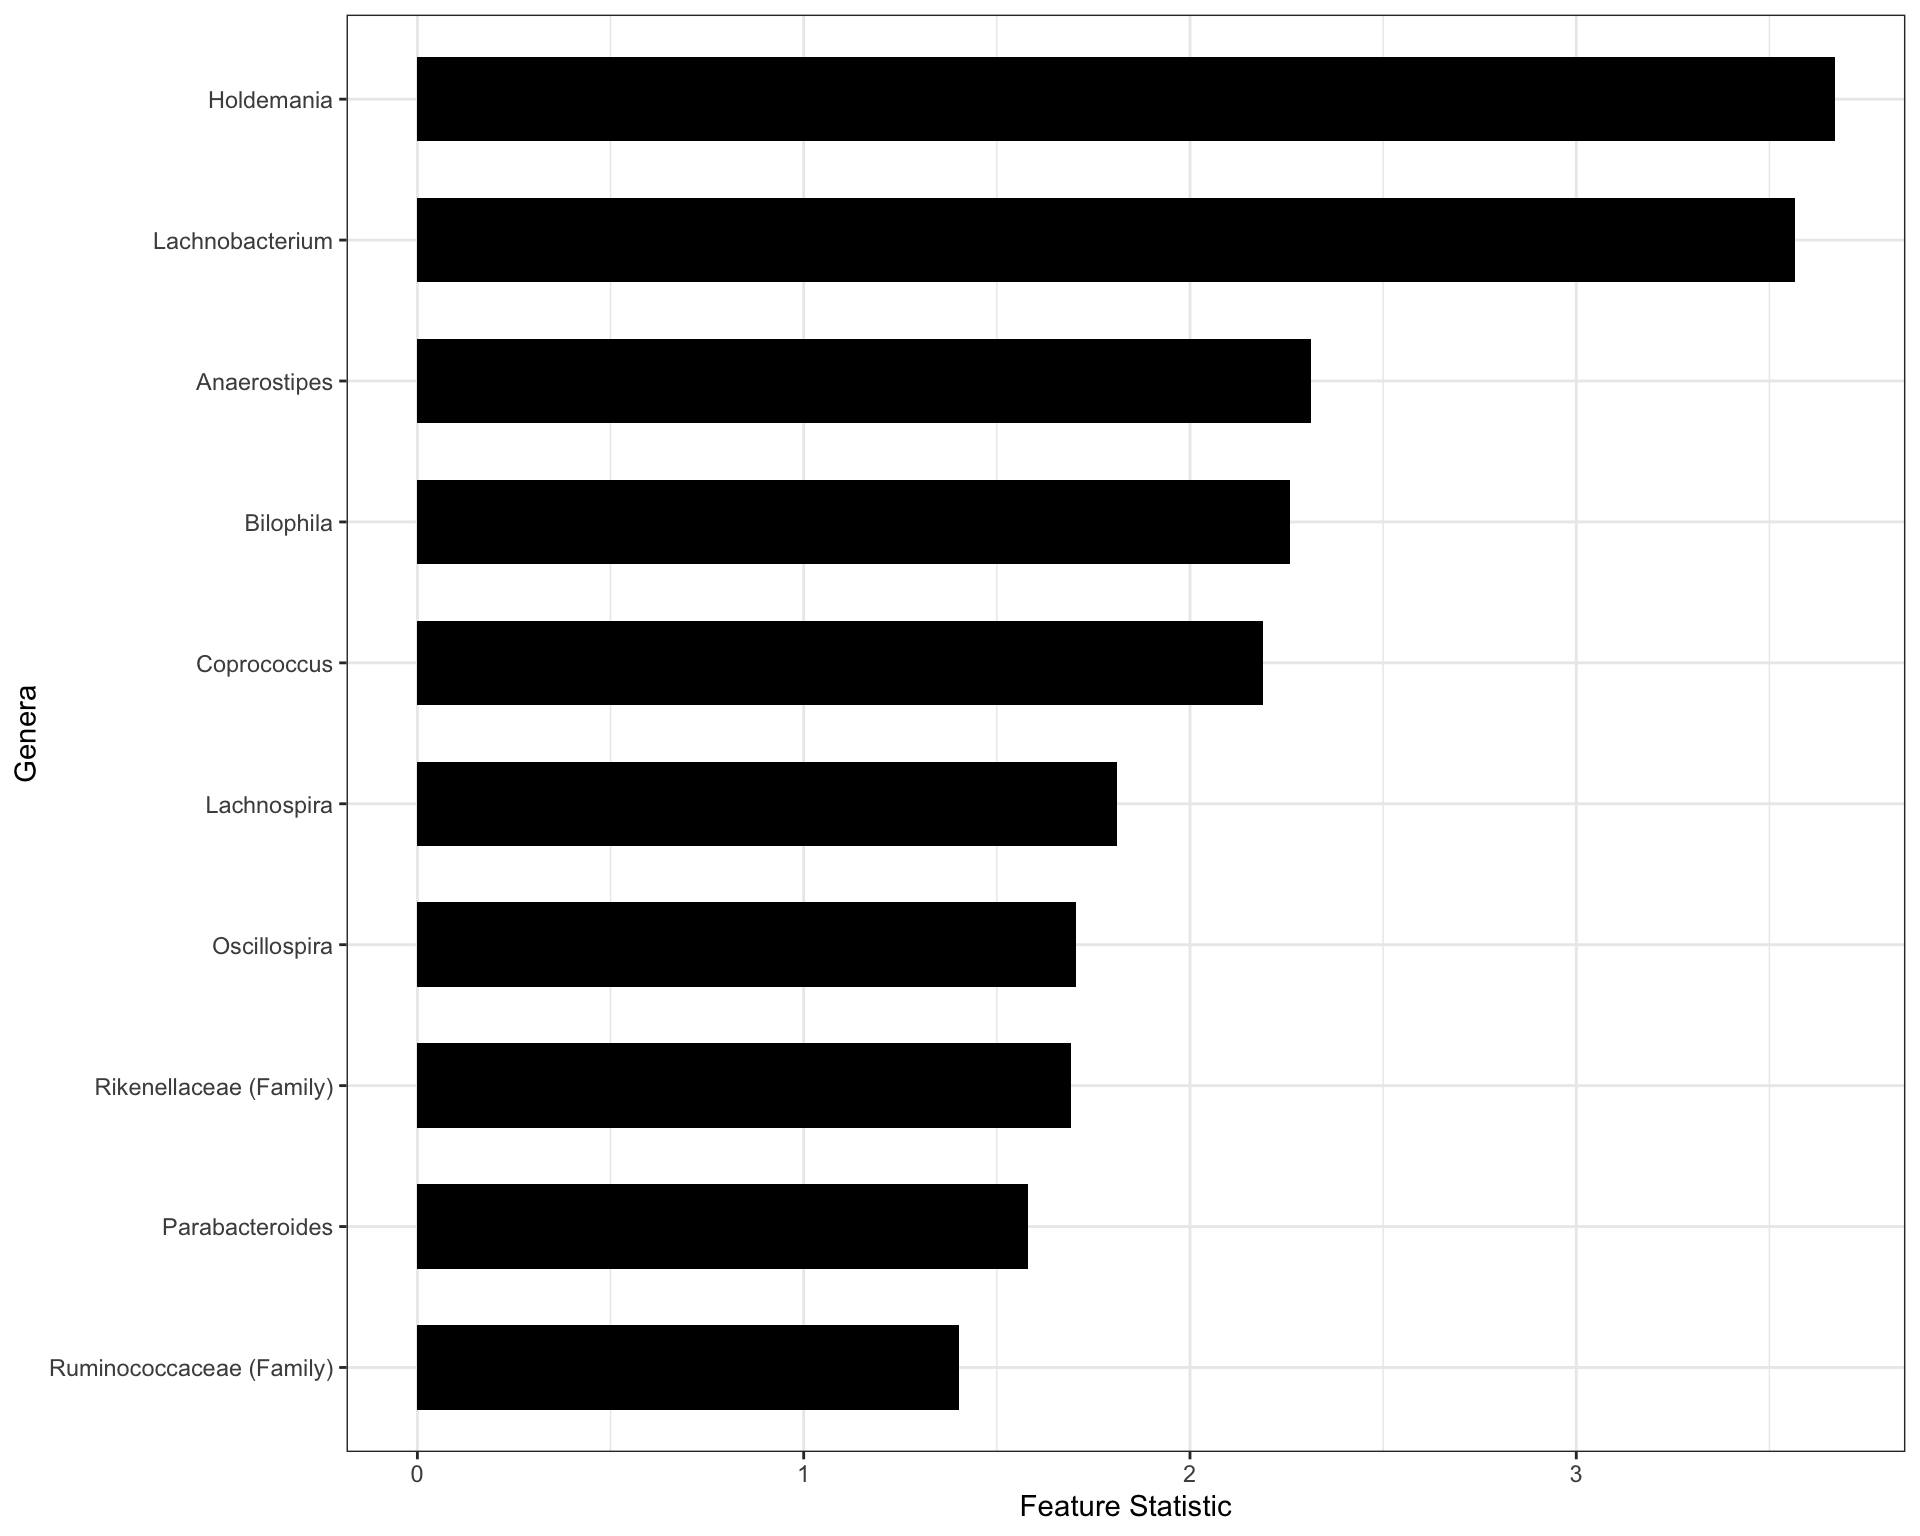 Holdemania
Lachnobacterium
Anaerostipes
Bilophila
Coprococcus
Lachnospira
Oscillospira
Rikenellaceae (Family)
Parabacteroides
Ruminococcaceae (Family)
Genera
0 1 2 3
Feature Statistic